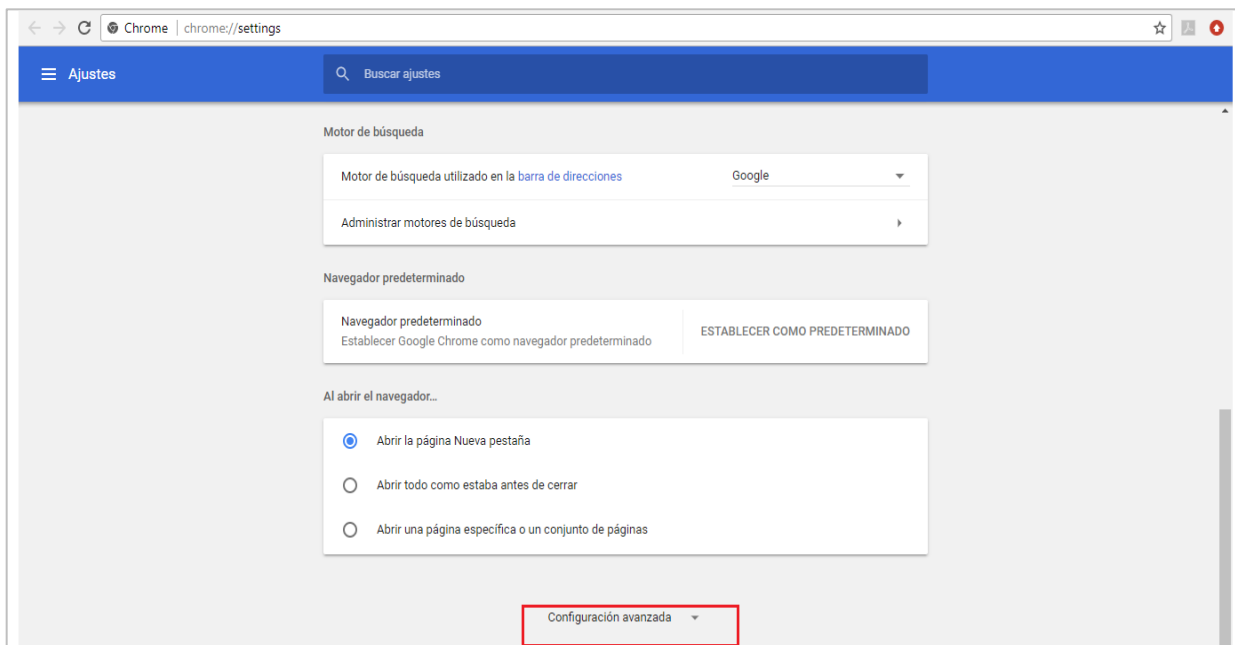 Chrome | chrome://settings
Ajustes
Buscar ajustes
Motor de búsqueda
Motor de búsqueda utilizado en la barra de direcciones
Google
Administrar motores de búsqueda
Navegador predeterminado
Navegador predeterminado
Establecer Google Chrome como navegador predeterminado
ESTABLECER COMO PREDETERMINADO
Al abrir el navegador...
Abrir la página Nueva pestaña
Abrir todo como estaba antes de cerrar
Abrir una página específica o un conjunto de páginas
Configuración avanzada